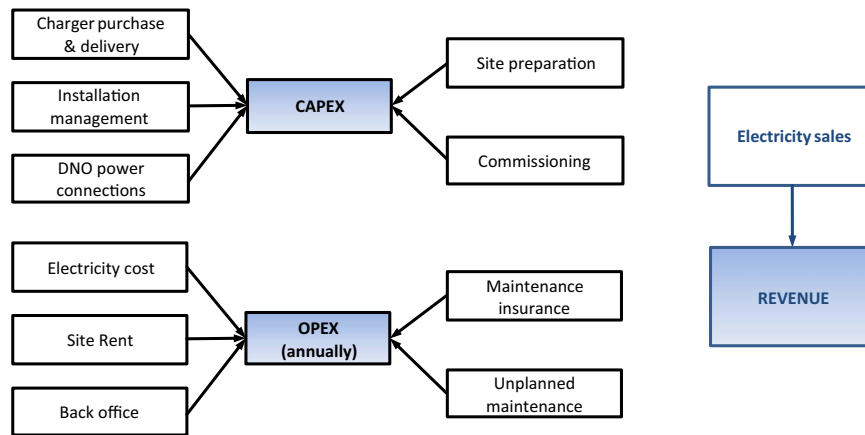 Charger purchase
& delivery
Installation
management
DNO power
connections
CAPEX
Site preparation
Commissioning
Electricity sales
REVENUE
Electricity cost
Site Rent
Back office
OPEX
(annually)
Maintenance
insurance
Unplanned
maintenance